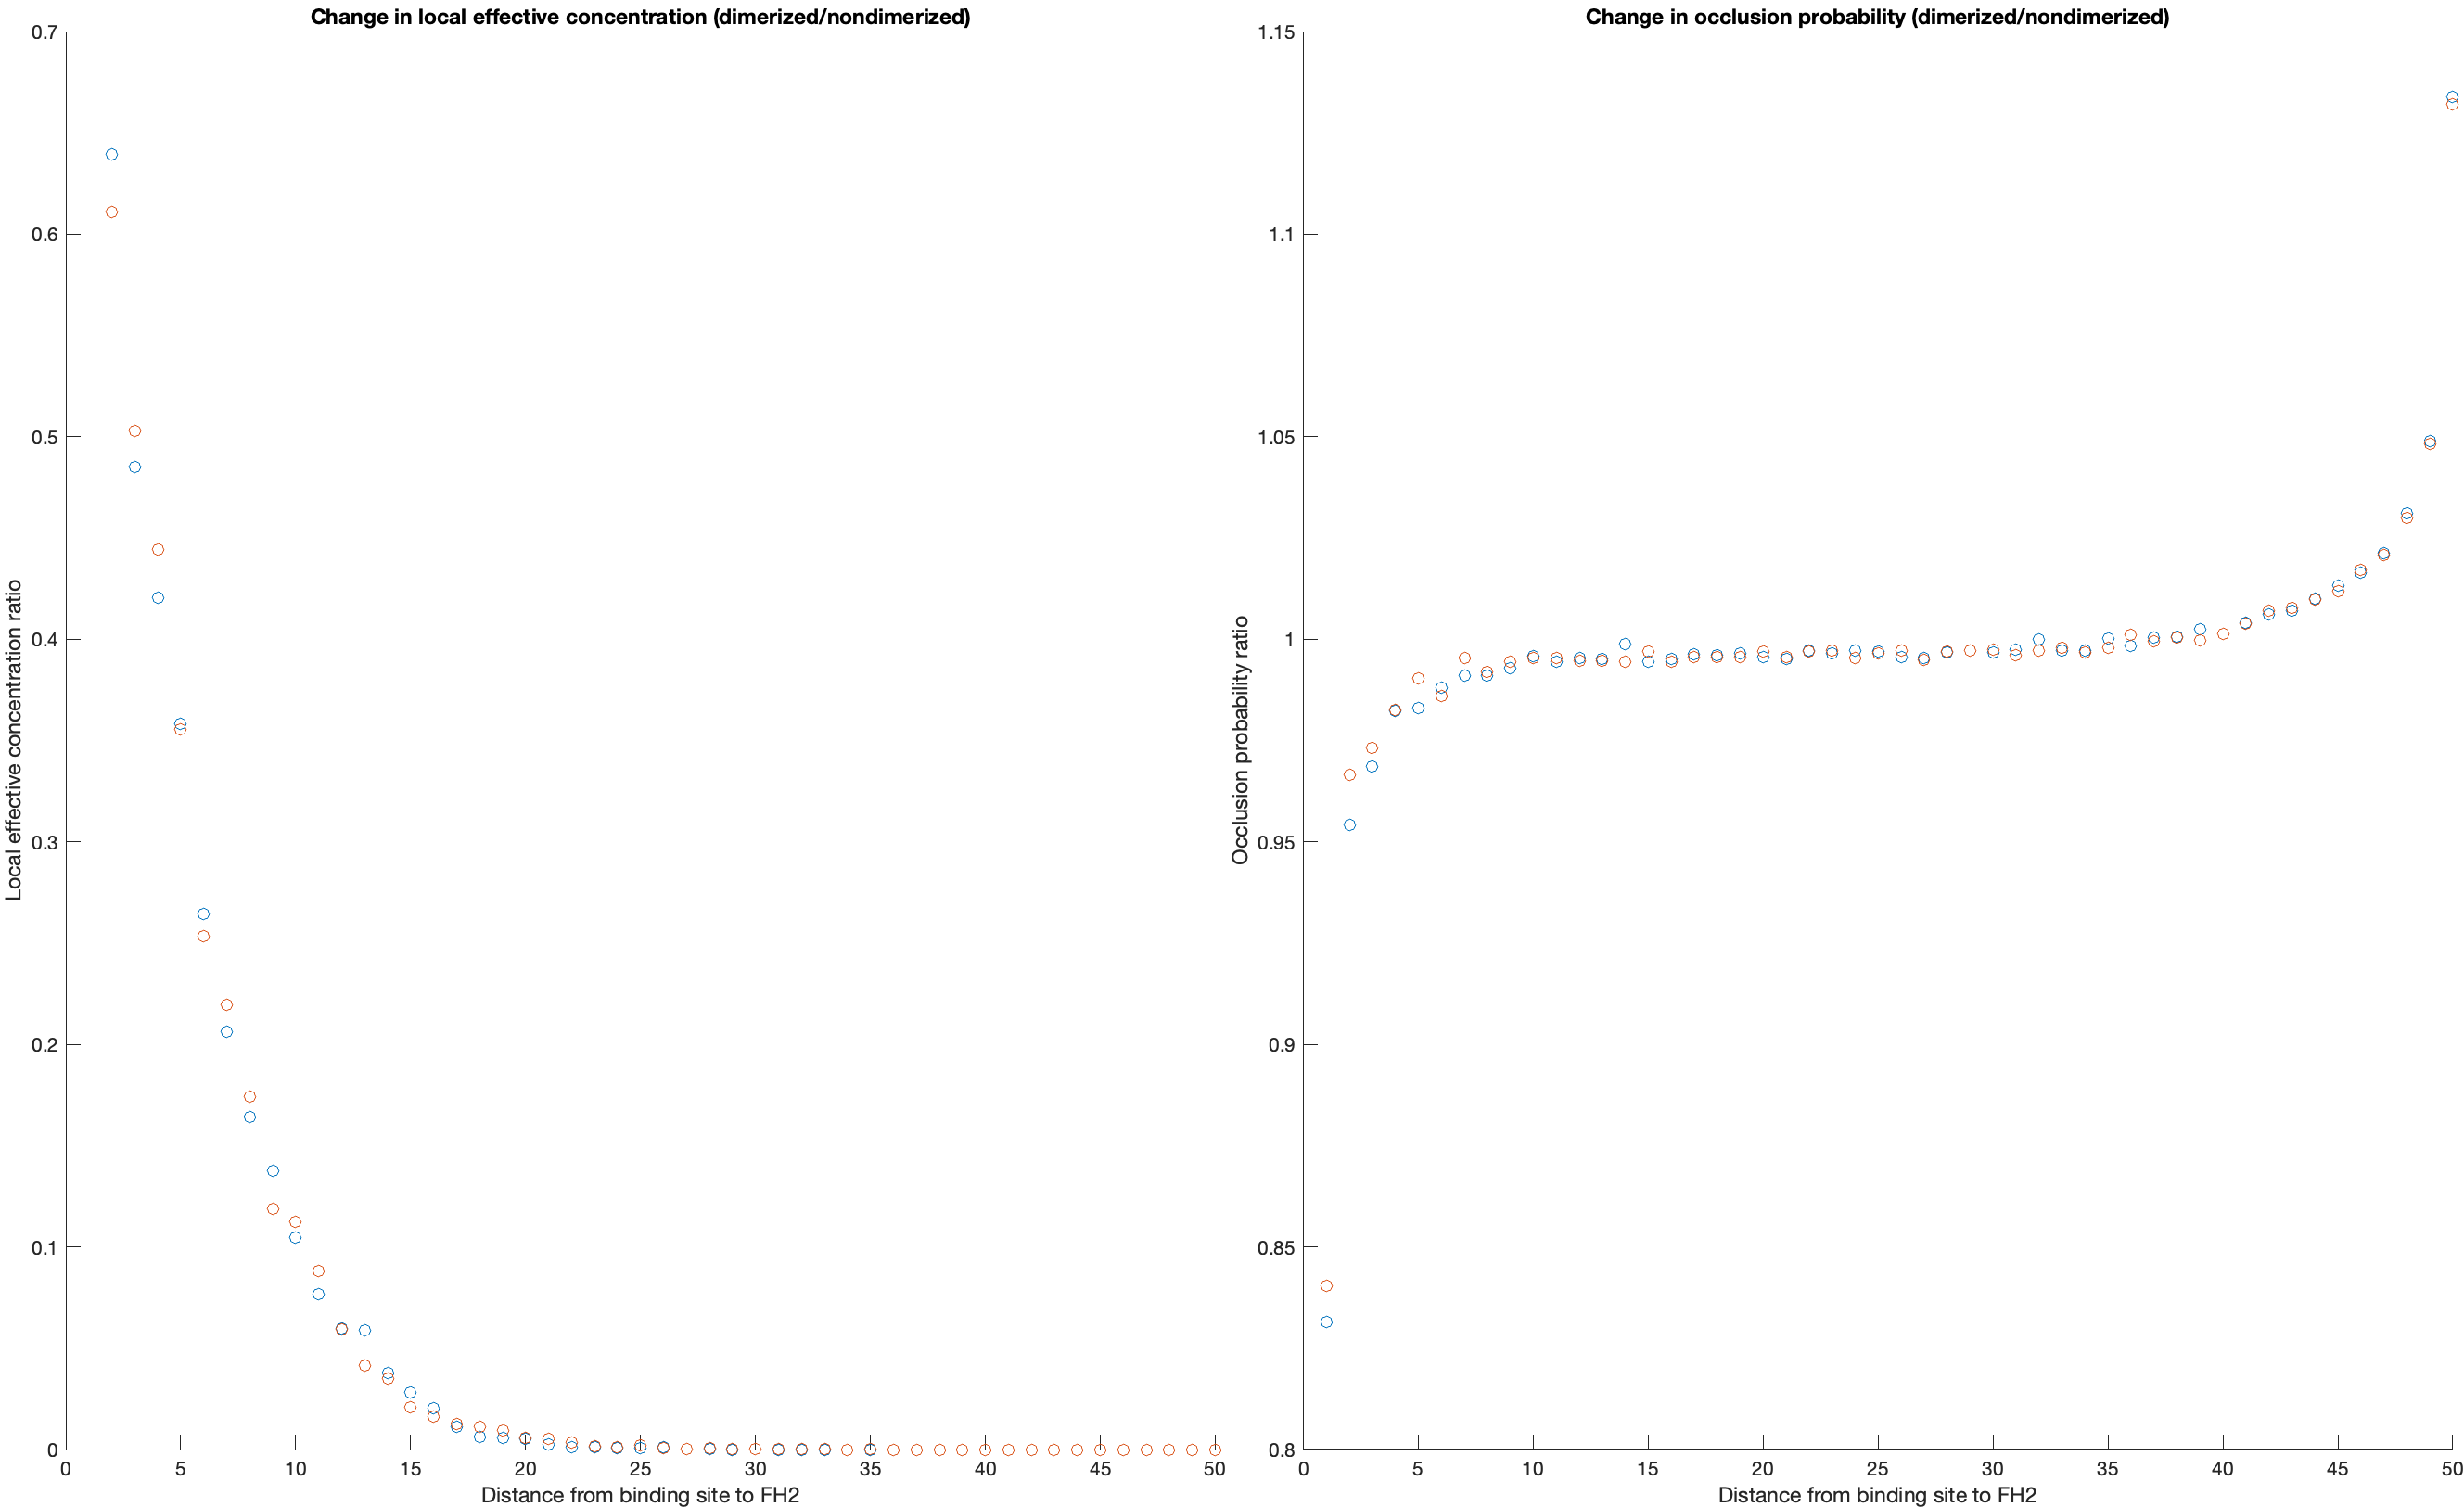 Change in local effective concentration (dimerized/nondimerized)
Local effective concentration ratio
0.7
0.6
0.5
0.4
0.3
0.2
0.1
0
0 5 10 15 20 25 30 35 40 45 50
Distance from binding site to FH2
Change in occlusion probability (dimerized/nondimerized)
Occlusion probability ratio
1.15
1.1
1.05
1
0.95
0.9
0.85
0.8
0 5 10 15 20 25 30 35 40 45 50
Distance from binding site to FH2